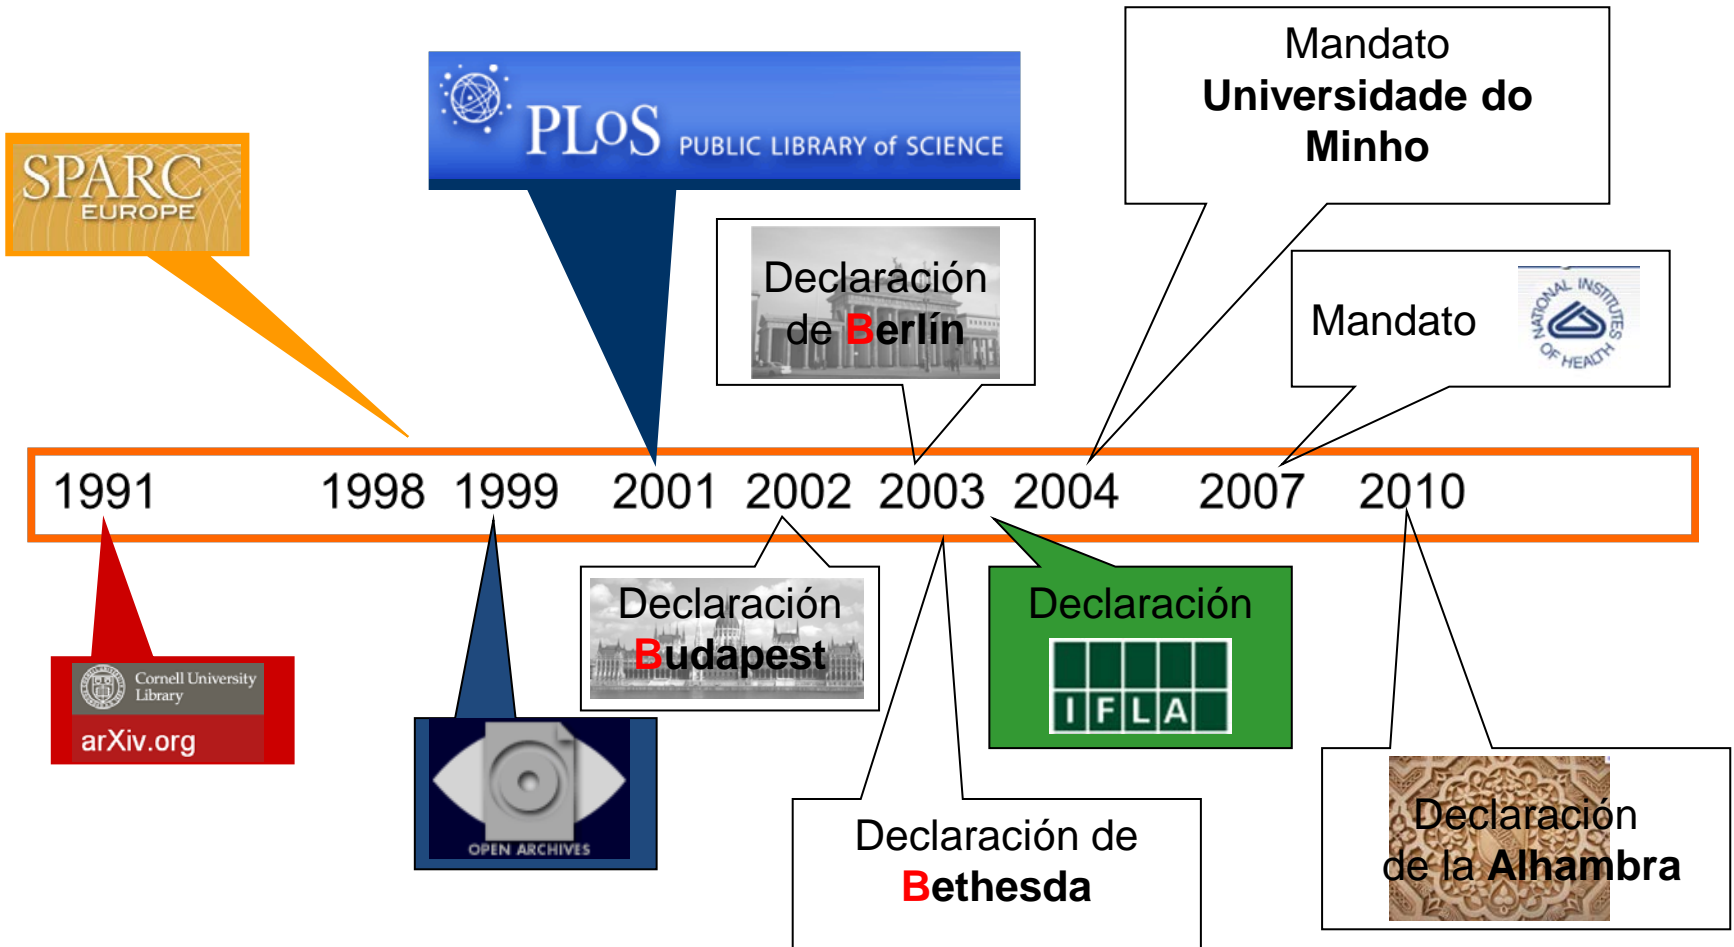 Mandato
Universidade do
Minho
PLoS PUBLIC LIBRARY of SCIENCE
SPARC
EUROPE
Declaración
de Berlín
Mandato
NATIONAL INSTITUTES
OF HEALTH
1991 1998 1999 2001 2002 2003 2004 2007 2010
Declaración
Budapest
Declaración
IFLA
Cornell University
Library
arXiv.org
OPEN ARCHIVES
Declaración de
Bethesda
Declaración
de la Alhambra